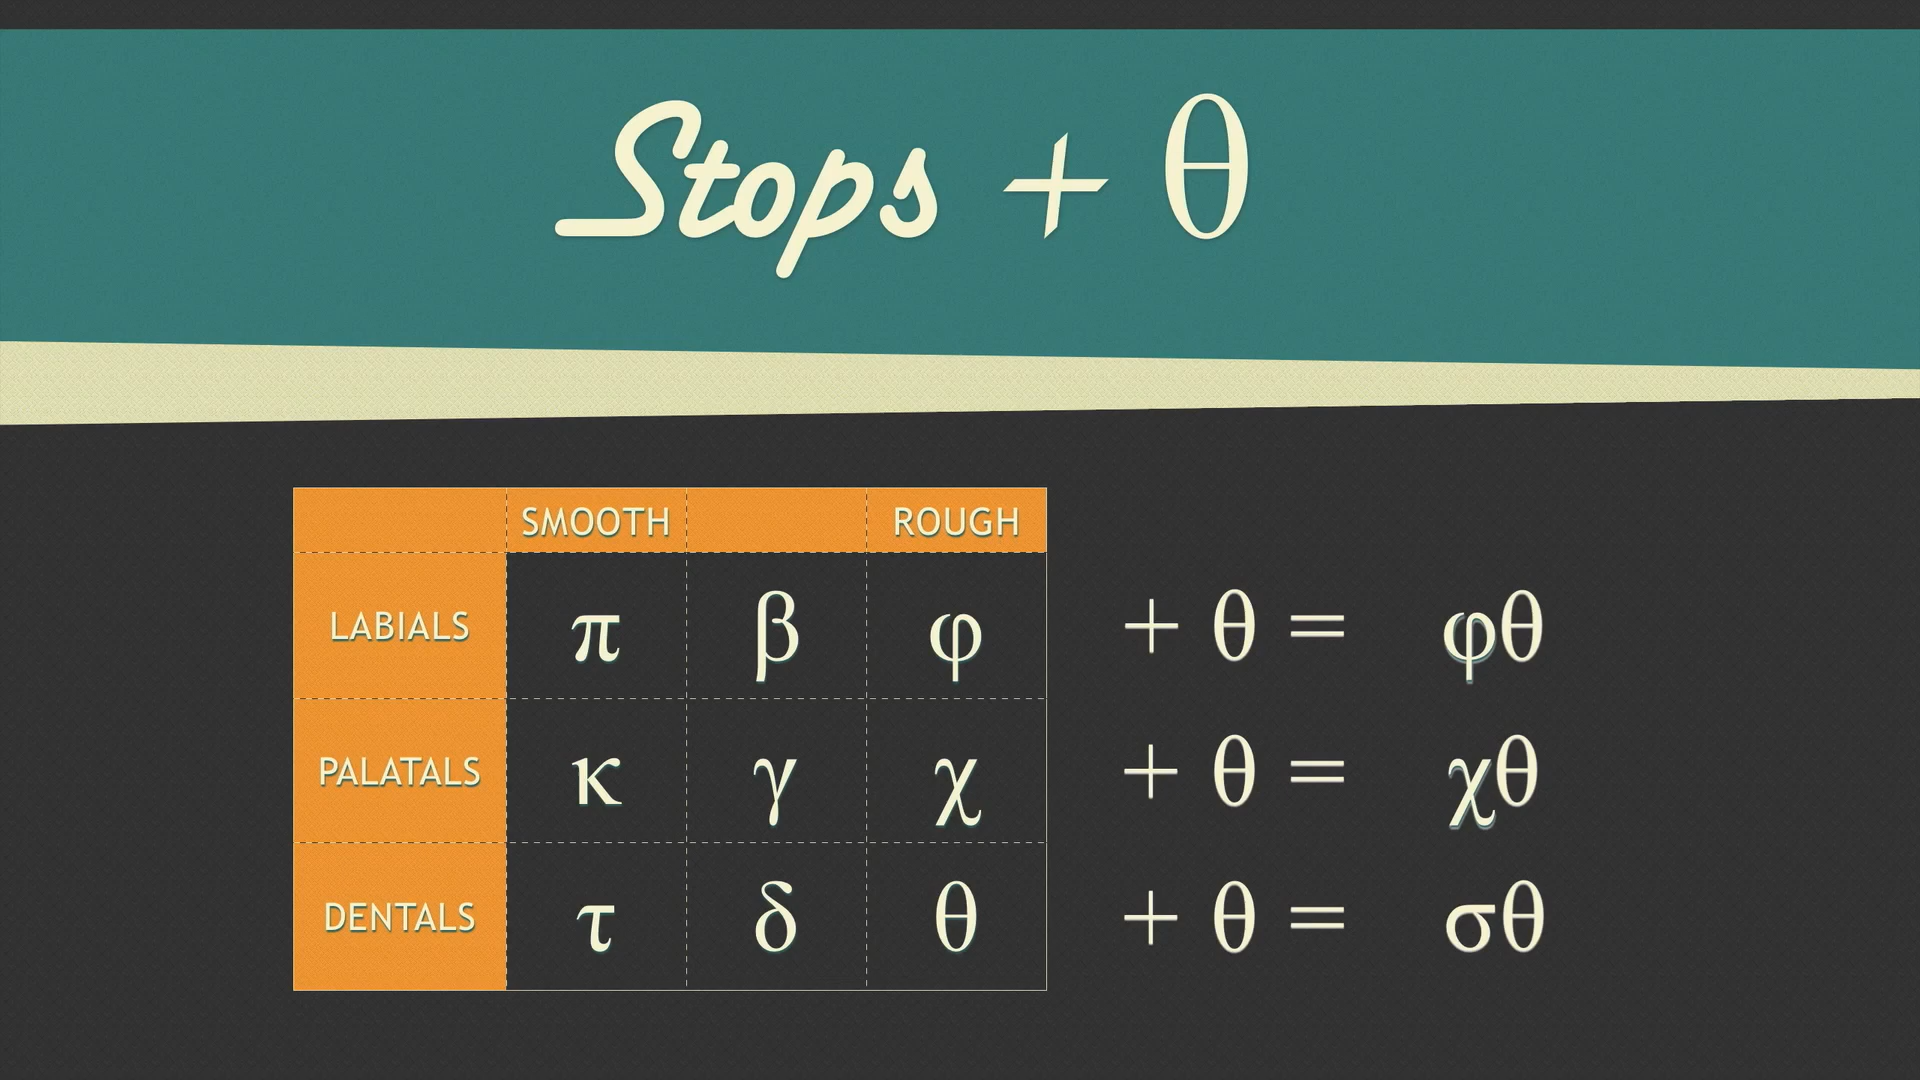 Stops + θ
SMOOTH ROUGH
LABIALS π β φ + θ = φθ
PALATALS κ γ χ + θ = χθ
DENTALS τ δ θ + θ = σθ